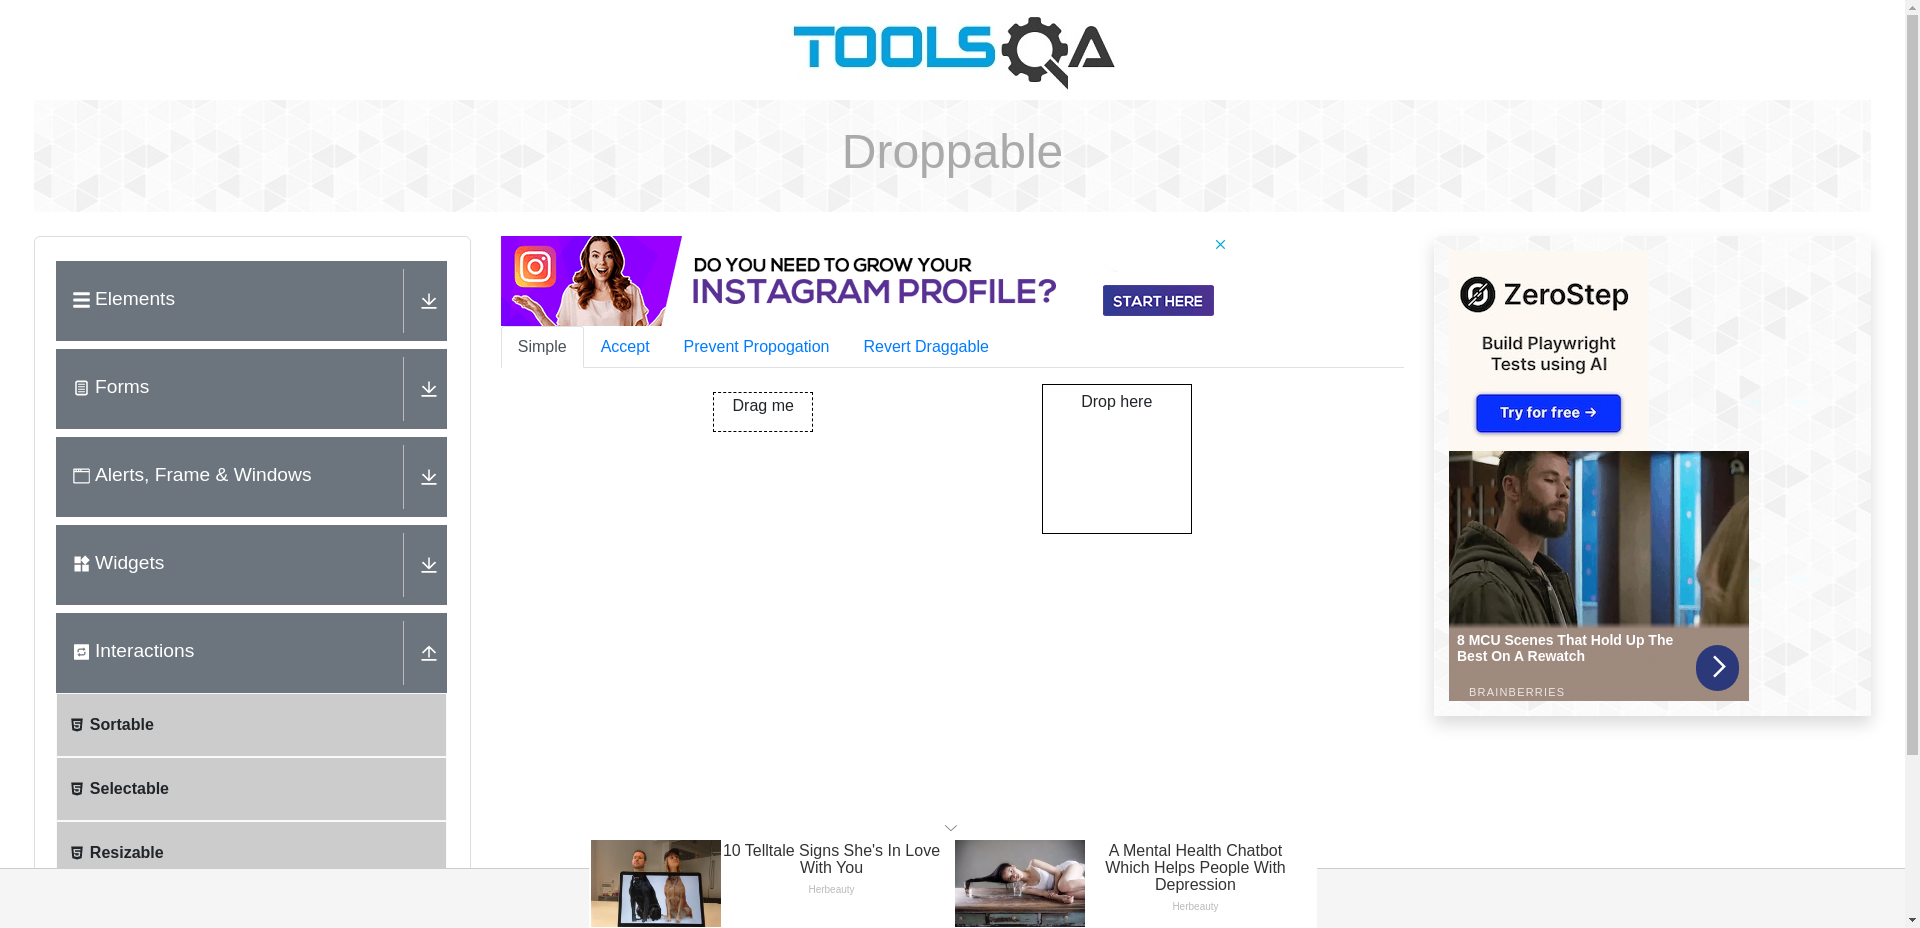 TOOLSQA
Droppable
Elements
Forms
Alerts, Frame & Windows
Widgets
Interactions
Sortable
Selectable
Resizable
DO YOU NEED TO GROW YOUR
INSTAGRAM PROFILE?
START HERE
Simple
Accept
Prevent Propogation
Revert Draggable
Drag me
Drop here
ZeroStep
Build Playwright
Tests using AI
Try for free →
8 MCU Scenes That Hold Up The
Best On A Rewatch
BRAINBERRIES
10 Telltale Signs She's In Love
With You
Herbeauty
A Mental Health Chatbot
Which Helps People With
Depression
Herbeauty